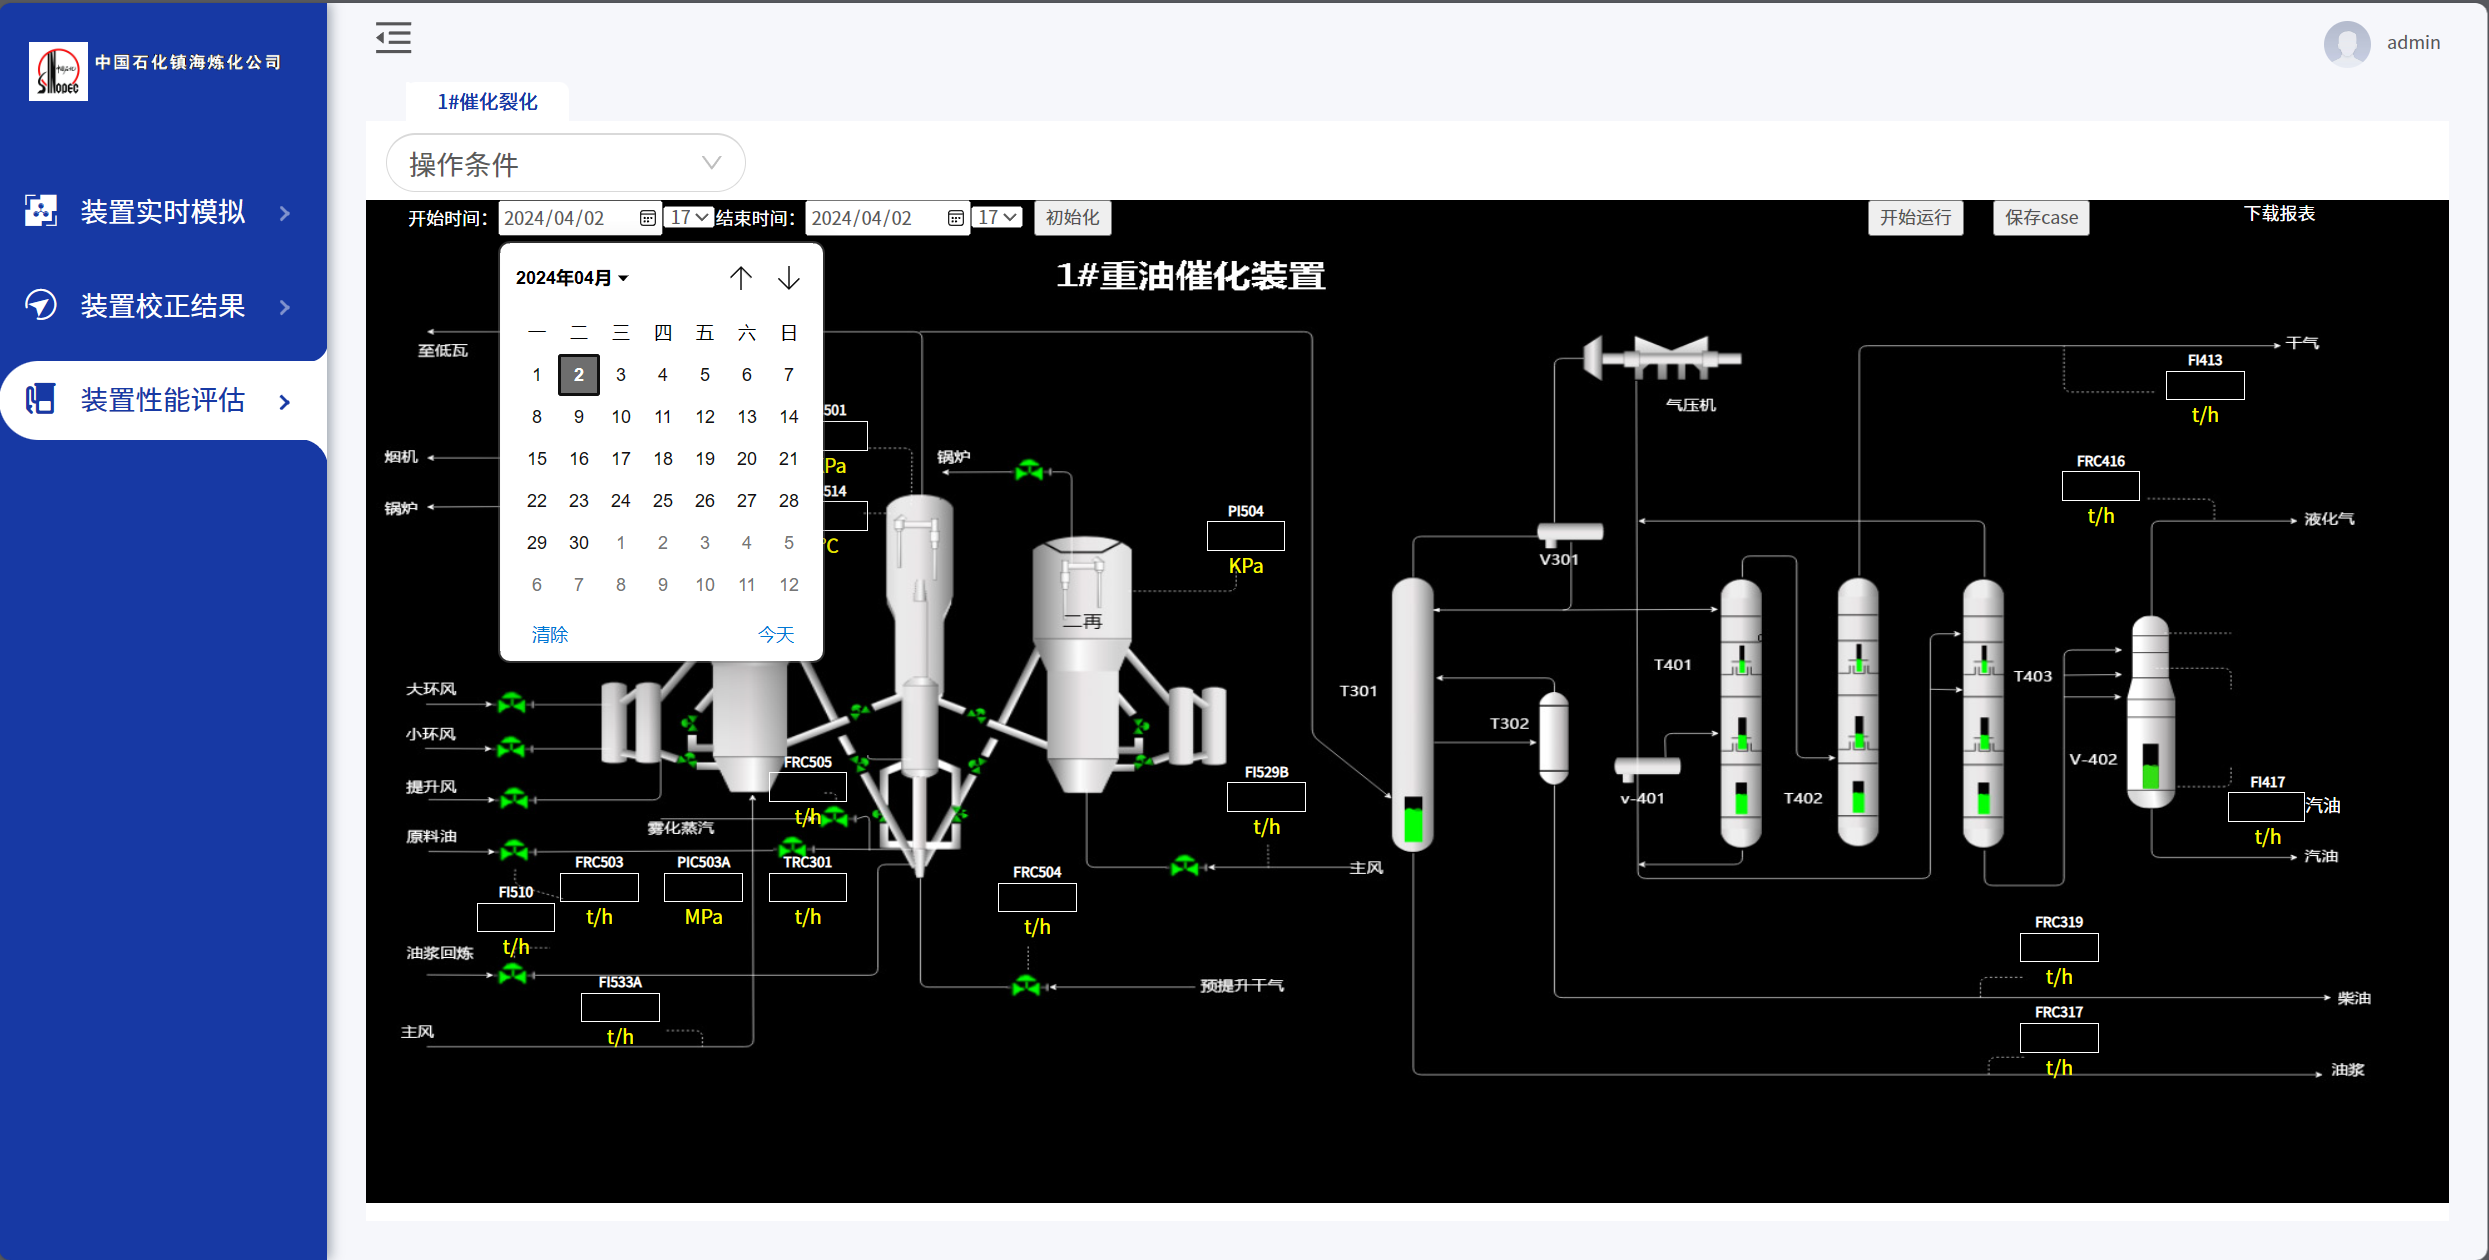 中国石化镇海炼化公司
SINOPEC
admin
1#催化裂化
操作条件
装置实时模拟
装置校正结果
装置性能评估
开始时间：
2024/04/02
17
结束时间：
2024/04/02
17
初始化
开始运行
保存case
下载报表
2024年04月
一 二 三 四 五 六 日
1 2 3 4 5 6 7
8 9 10 11 12 13 14
15 16 17 18 19 20 21
22 23 24 25 26 27 28
29 30 1 2 3 4 5
6 7 8 9 10 11 12
清除
今天
1#重油催化装置
至低瓦
烟机
锅炉
501
Pa
514
°C
锅炉
PI504
KPa
二再
气压机
干气
FI413
t/h
FRC416
t/h
液化气
V301
T301
T302
T401
v-401
T402
T403
V-402
FI417
汽油
t/h
汽油
大环风
小环风
提升风
原料油
雾化蒸汽
FRC505
t/h
FRC503
t/h
PIC503A
MPa
TRC301
t/h
FI510
t/h
油浆回炼
FI533A
t/h
主风
FI529B
t/h
主风
FRC504
t/h
预提升干气
FRC319
t/h
柴油
FRC317
t/h
油浆